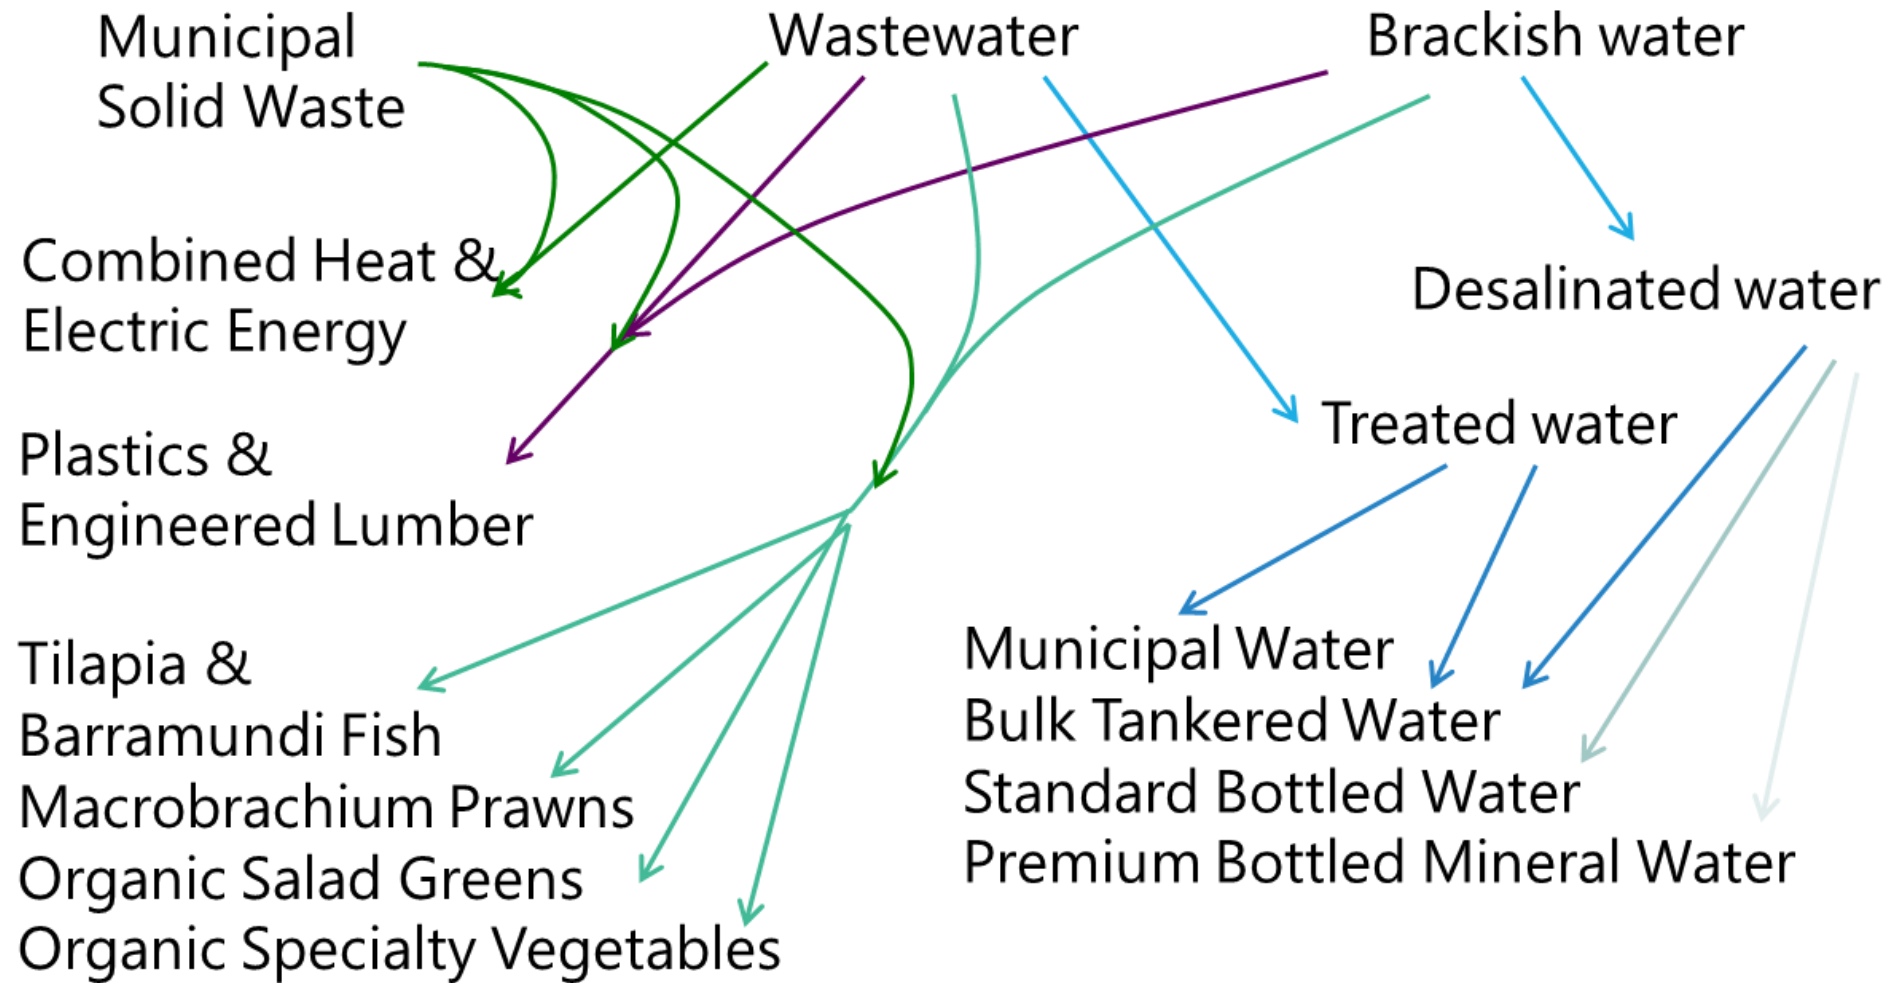 Municipal
Solid Waste
Wastewater
Brackish water
Combined Heat &
Electric Energy
Desalinated water
Plastics &
Engineered Lumber
Treated water
Tilapia &
Barramundi Fish
Macrobrachium Prawns
Organic Salad Greens
Organic Specialty Vegetables
Municipal Water
Bulk Tankered Water
Standard Bottled Water
Premium Bottled Mineral Water